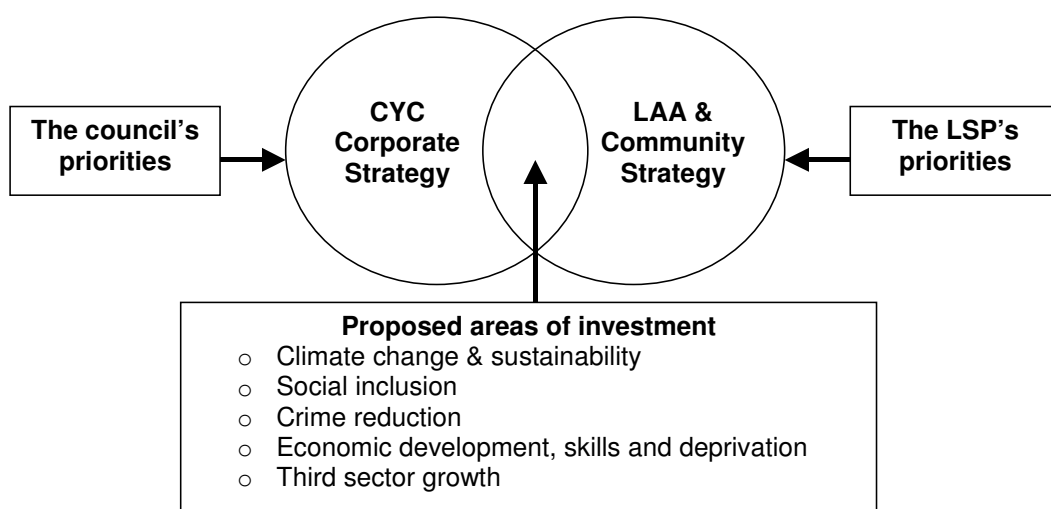 The council’s
priorities
CYC
Corporate
Strategy
LAA &
Community
Strategy
The LSP’s
priorities
Proposed areas of investment
o Climate change & sustainability
o Social inclusion
o Crime reduction
o Economic development, skills and deprivation
o Third sector growth